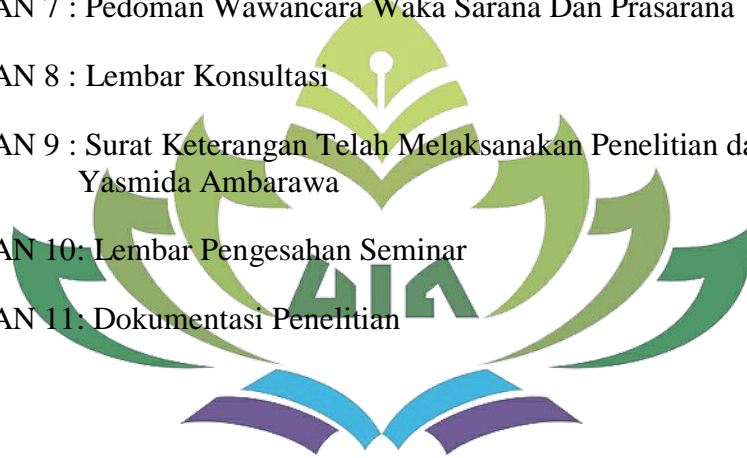 AN 7 : Pedoman Wawancara Waka Sarana Dan Prasarana
AN 8 : Lembar Konsultasi
AN 9 : Surat Keterangan Telah Melaksanakan Penelitian da
Yasmida Ambarawa
AN 10: Lembar Pengesahan Seminar
AN 11: Dokumentasi Penelitian
UIN